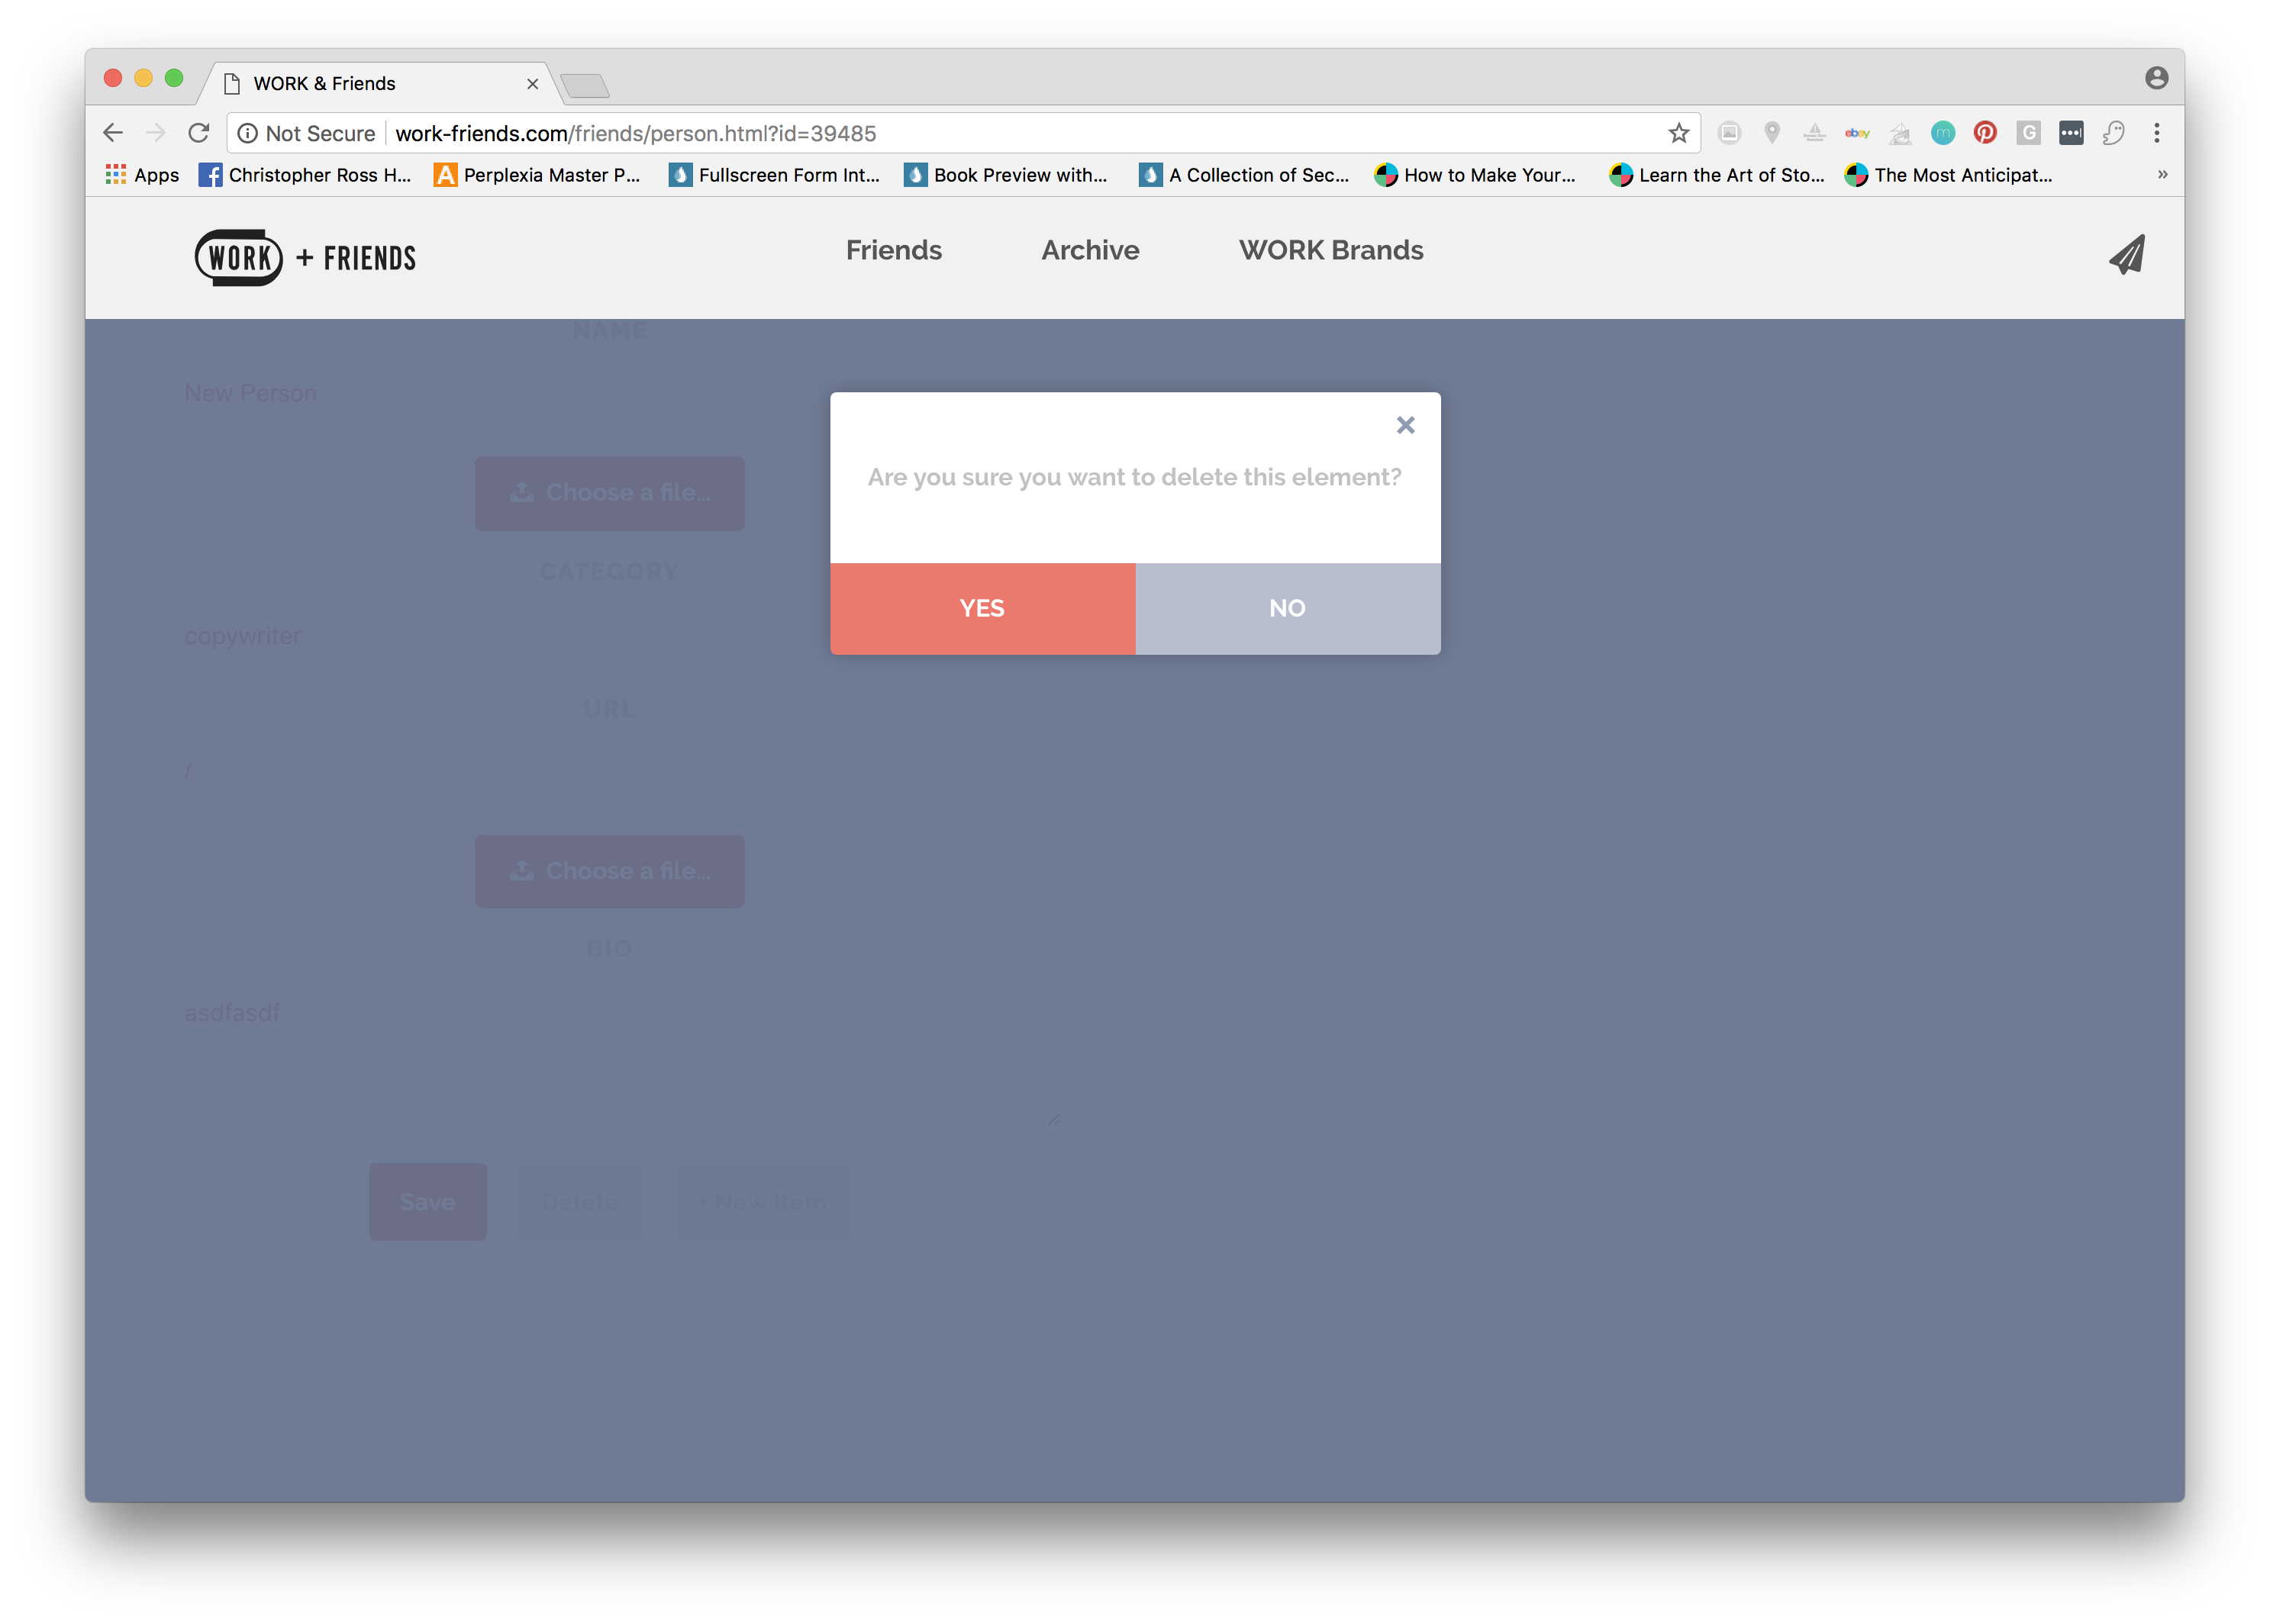 WORK & Friends
Not Secure work-friends.com/friends/person.html?id=39485
ebay m G
Apps Christopher Ross H... Perplexia Master P... Fullscreen Form Int... Book Preview with... A Collection of Sec... How to Make Your... Learn the Art of Sto... The Most Anticipat... »
WORK + FRIENDS
Friends Archive WORK Brands
NAME
New Person
Choose a file...
CATEGORY
copywriter
URL
/
Choose a file...
BIO
asdfasdf
Save Delete + New Item
Are you sure you want to delete this element?
YES NO